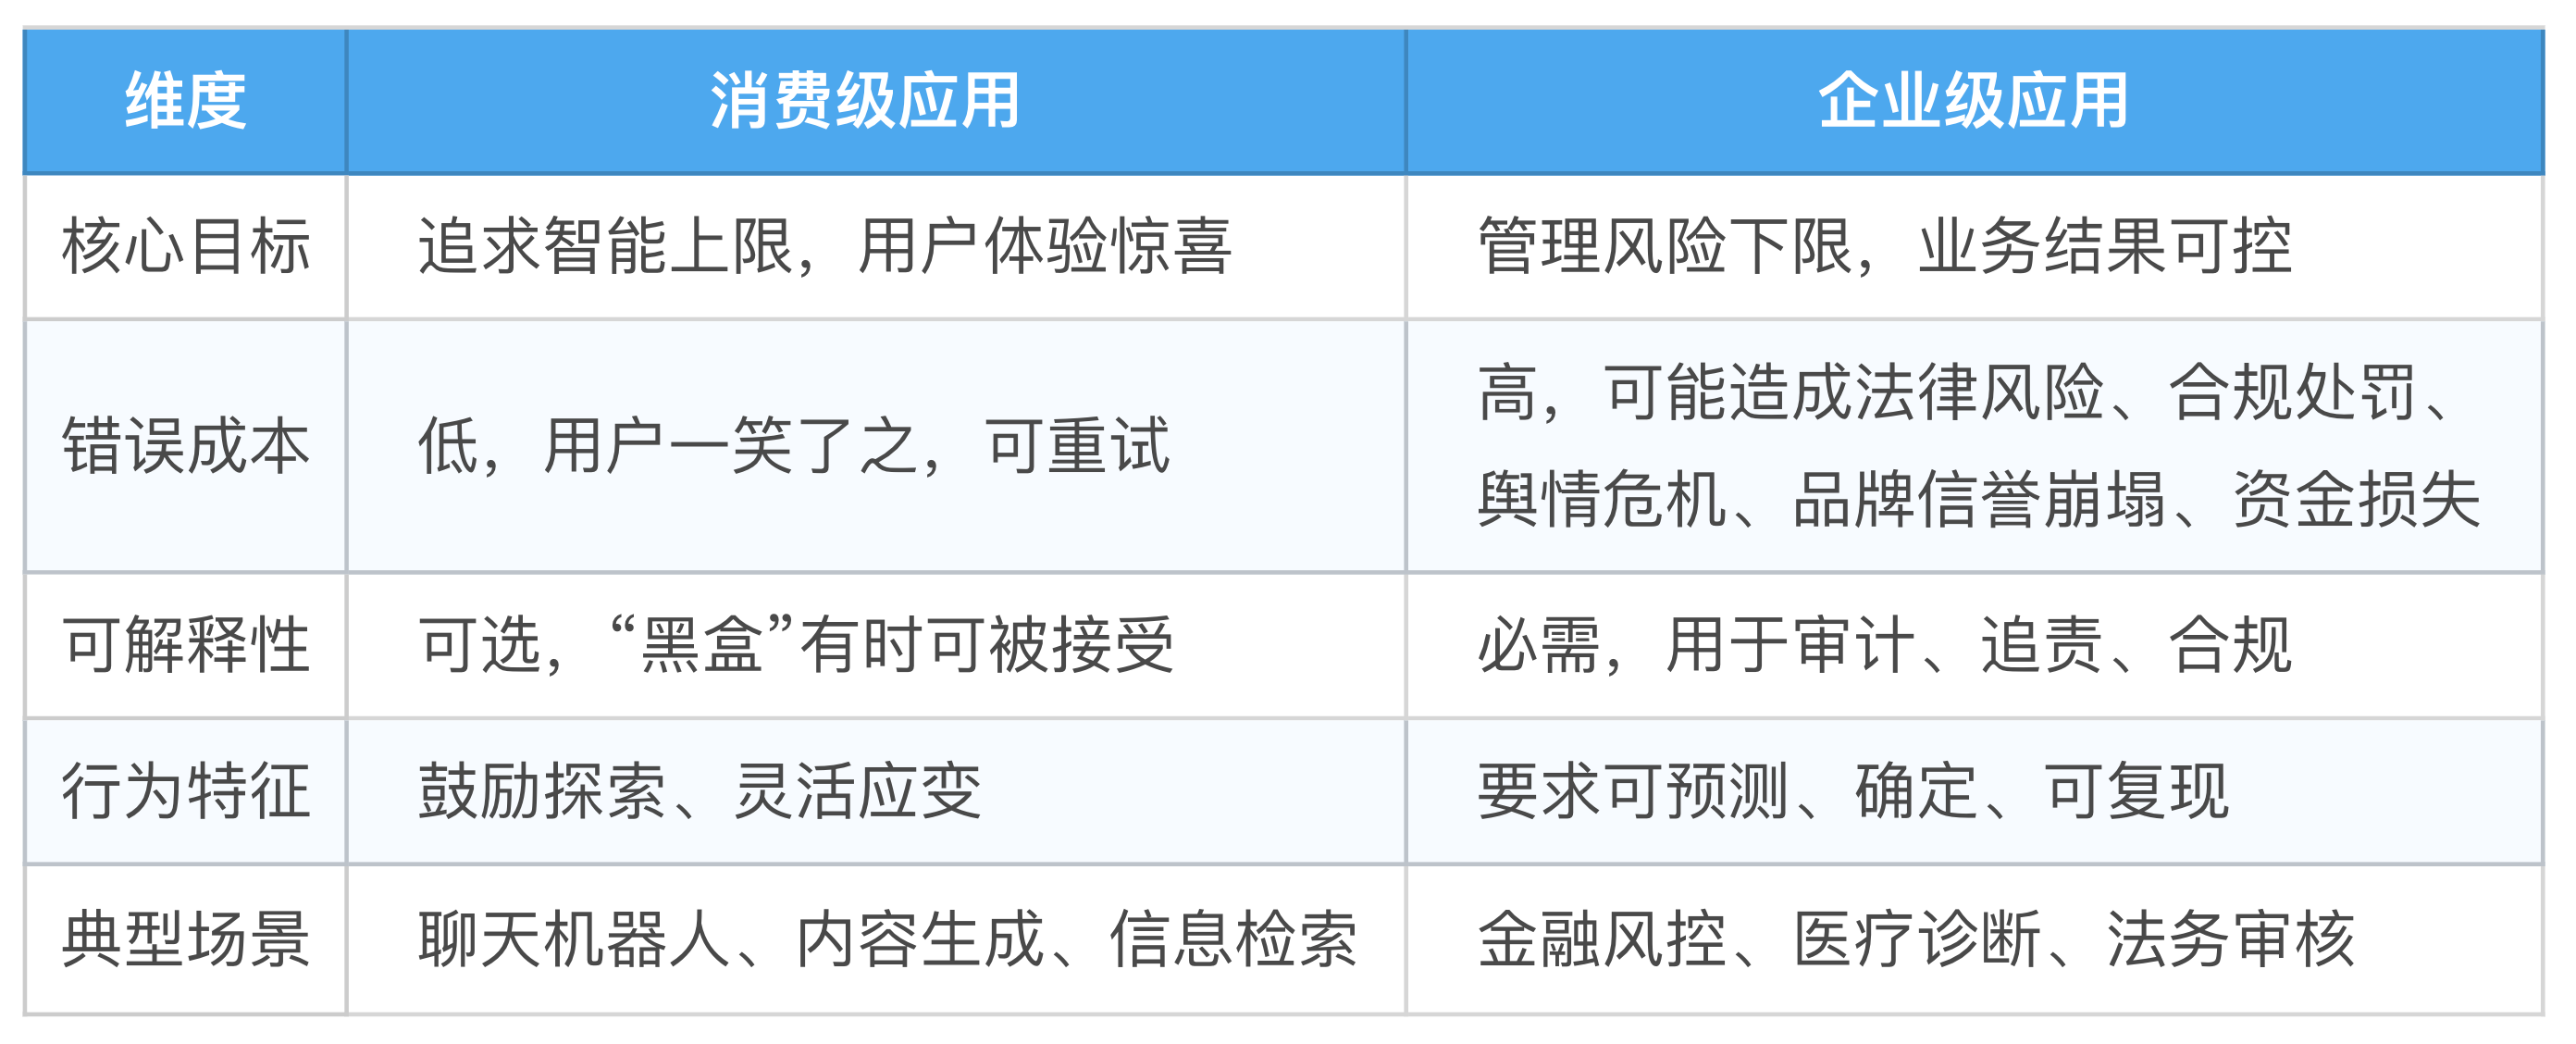 维度 消费级应用 企业级应用
核心目标 追求智能上限，用户体验惊喜 管理风险下限，业务结果可控
错误成本 低，用户一笑了之，可重试 高，可能造成法律风险、合规处罚、
舆情危机、品牌信誉崩塌、资金损失
可解释性 可选，“黑盒”有时可被接受 必需，用于审计、追责、合规
行为特征 鼓励探索、灵活应变 要求可预测、确定、可复现
典型场景 聊天机器人、内容生成、信息检索 金融风控、医疗诊断、法务审核